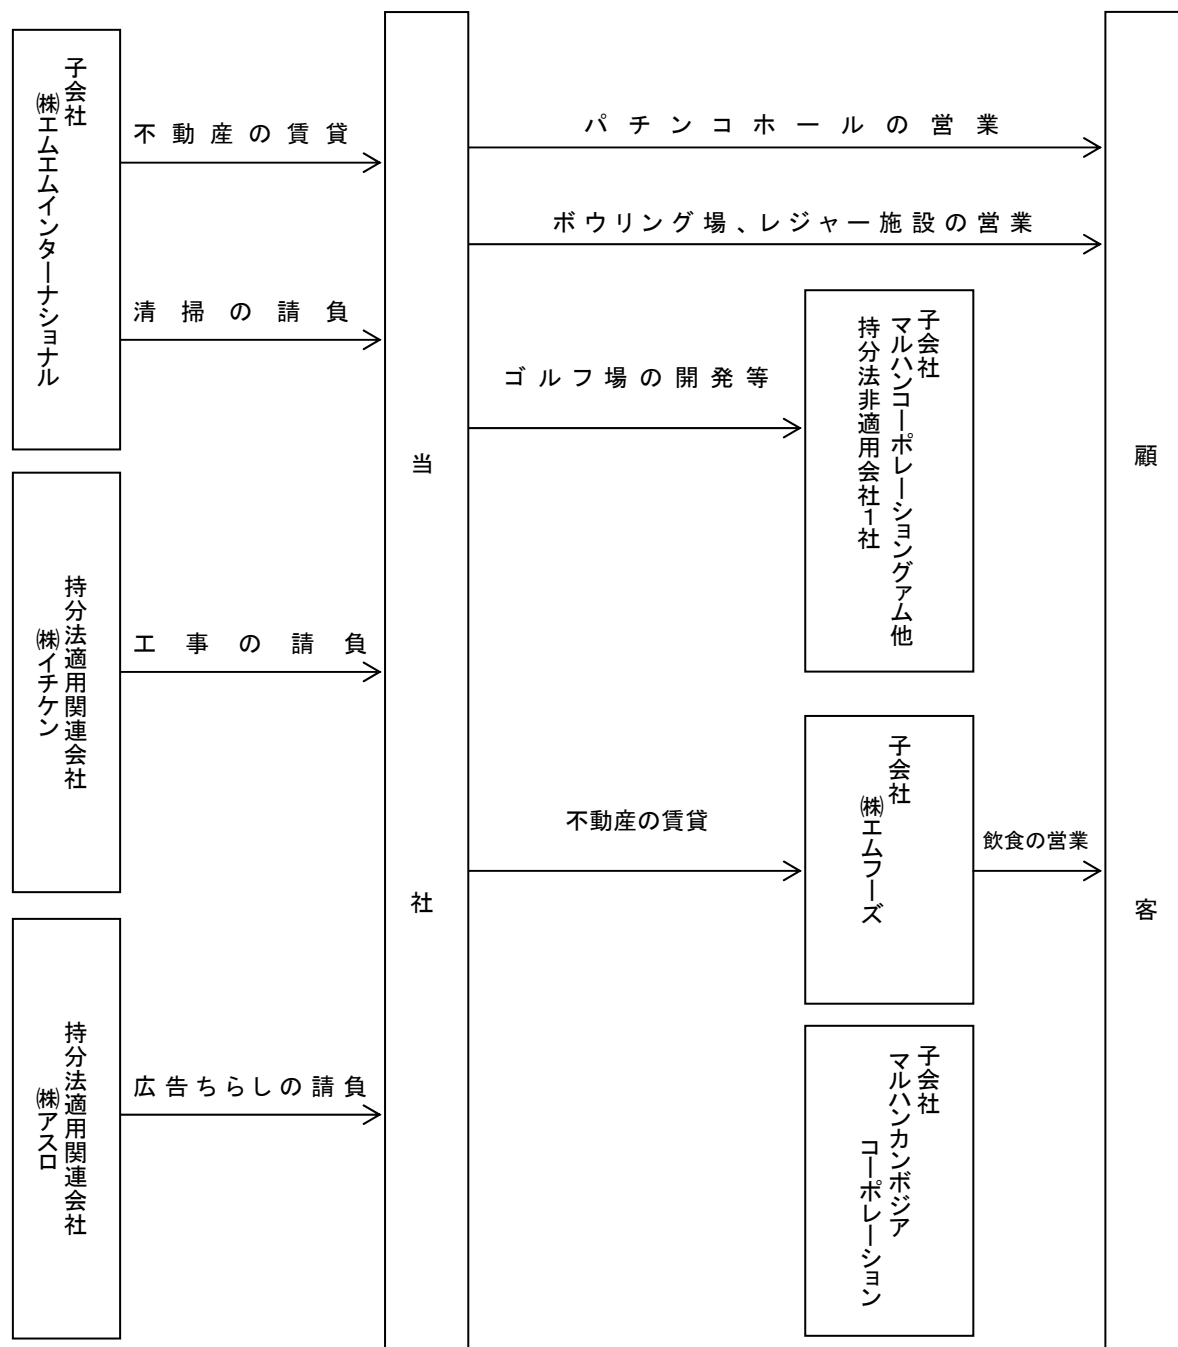 子会社
㈱エムエムインターナショナル
不動産の賃貸
清掃の請負
持分法適用関連会社
㈱イチケン
工事の請負
持分法適用関連会社
㈱アスロ
広告ちらしの請負
当社
パチンコホールの営業
ボウリング場、レジャー施設の営業
ゴルフ場の開発等
子会社
マルハンコーポレーショングァム他
持分法非適用会社1社
不動産の賃貸
子会社
㈱エムフーズ
飲食の営業
子会社
マルハンカンボジア
コーポレーション
顧客